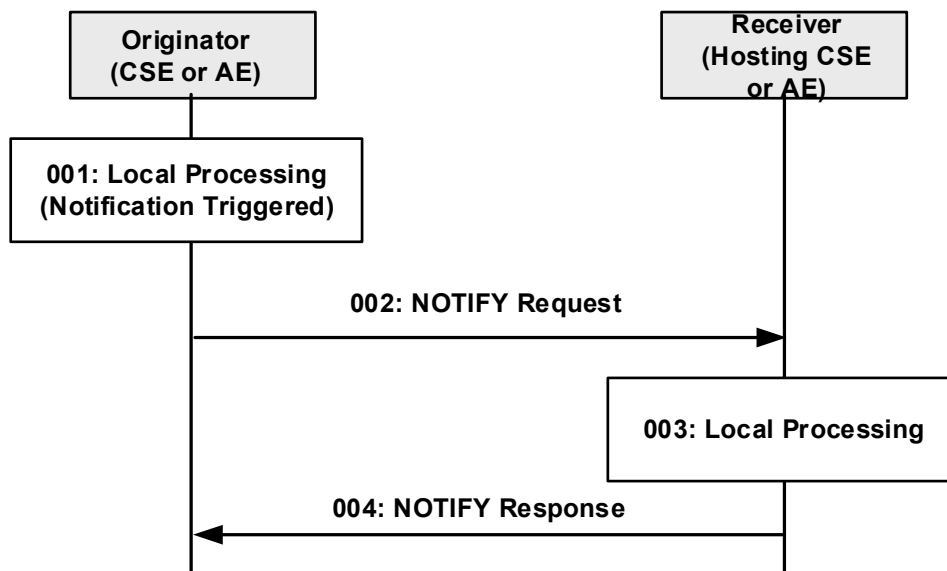 Originator
(CSE or AE)
Receiver
(Hosting CSE
or AE)
001: Local Processing
(Notification Triggered)
002: NOTIFY Request
003: Local Processing
004: NOTIFY Response